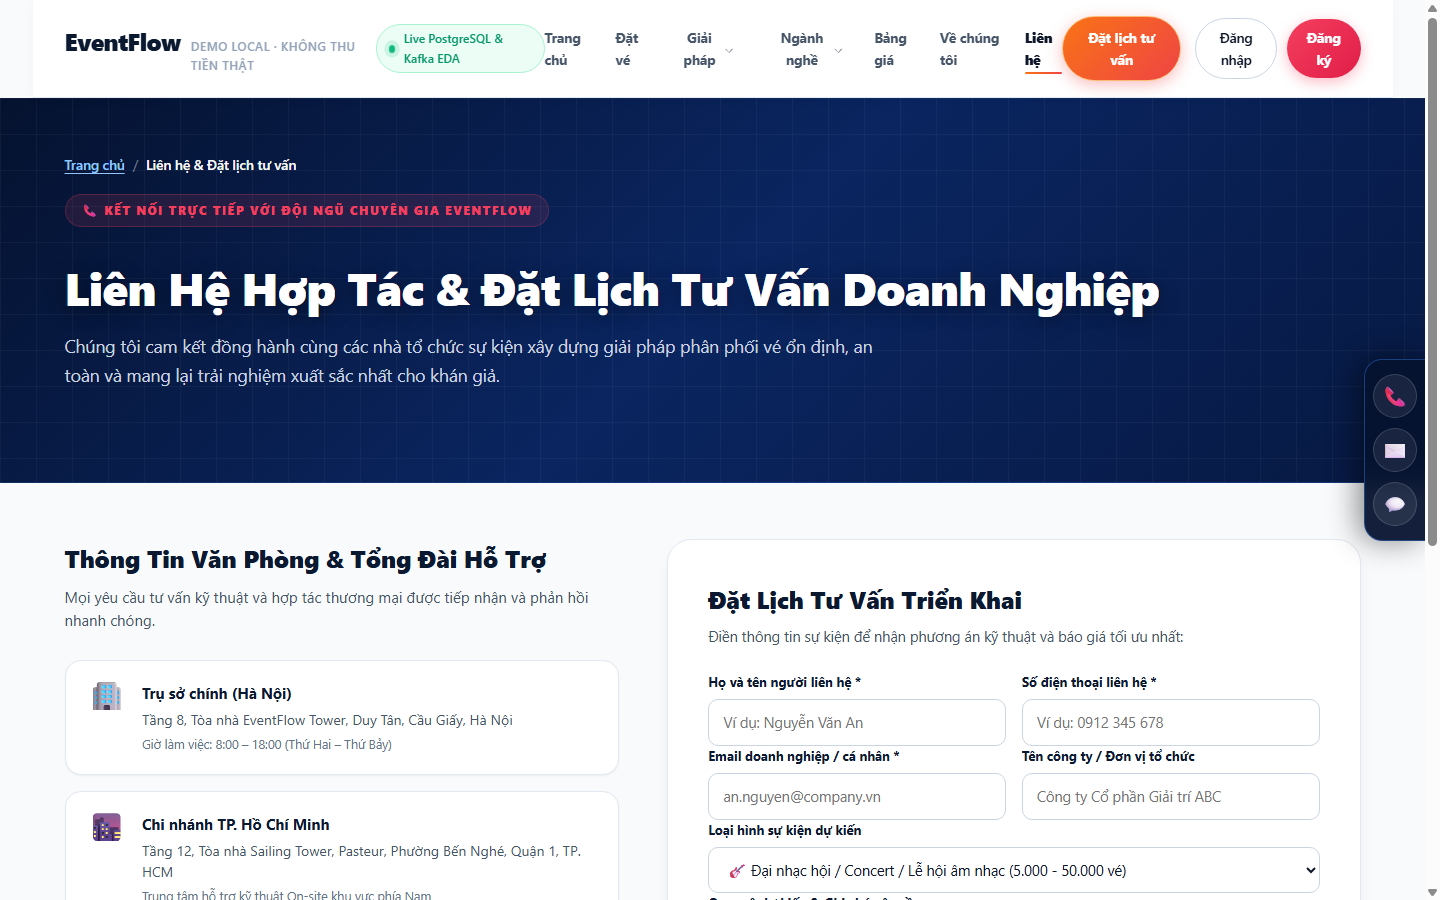 EventFlow
DEMO LOCAL · KHÔNG THU
TIỀN THẬT
Live PostgreSQL &
Kafka EDA
Trang
chủ
Đặt
vé
Giải
pháp
Ngành
nghề
Bảng
giá
Về chúng
tôi
Liên
hệ
Đặt lịch tư
vấn
Đăng
nhập
Đăng
ký
Trang chủ / Liên hệ & Đặt lịch tư vấn
KẾT NỐI TRỰC TIẾP VỚI ĐỘI NGŨ CHUYÊN GIA EVENTFLOW
Liên Hệ Hợp Tác & Đặt Lịch Tư Vấn Doanh Nghiệp
Chúng tôi cam kết đồng hành cùng các nhà tổ chức sự kiện xây dựng giải pháp phân phối vé ổn định, an
toàn và mang lại trải nghiệm xuất sắc nhất cho khán giả.
Thông Tin Văn Phòng & Tổng Đài Hỗ Trợ
Mọi yêu cầu tư vấn kỹ thuật và hợp tác thương mại được tiếp nhận và phản hồi
nhanh chóng.
Trụ sở chính (Hà Nội)
Tầng 8, Tòa nhà EventFlow Tower, Duy Tân, Cầu Giấy, Hà Nội
Giờ làm việc: 8:00 – 18:00 (Thứ Hai – Thứ Bảy)
Chi nhánh TP. Hồ Chí Minh
Tầng 12, Tòa nhà Sailing Tower, Pasteur, Phường Bến Nghé, Quận 1, TP.
HCM
Trung tâm hỗ trợ kỹ thuật On-site khu vực phía Nam
Đặt Lịch Tư Vấn Triển Khai
Điền thông tin sự kiện để nhận phương án kỹ thuật và báo giá tối ưu nhất:
Họ và tên người liên hệ *
Ví dụ: Nguyễn Văn An
Số điện thoại liên hệ *
Ví dụ: 0912 345 678
Email doanh nghiệp / cá nhân *
an.nguyen@company.vn
Tên công ty / Đơn vị tổ chức
Công ty Cổ phần Giải trí ABC
Loại hình sự kiện dự kiến
Đại nhạc hội / Concert / Lễ hội âm nhạc (5.000 - 50.000 vé)